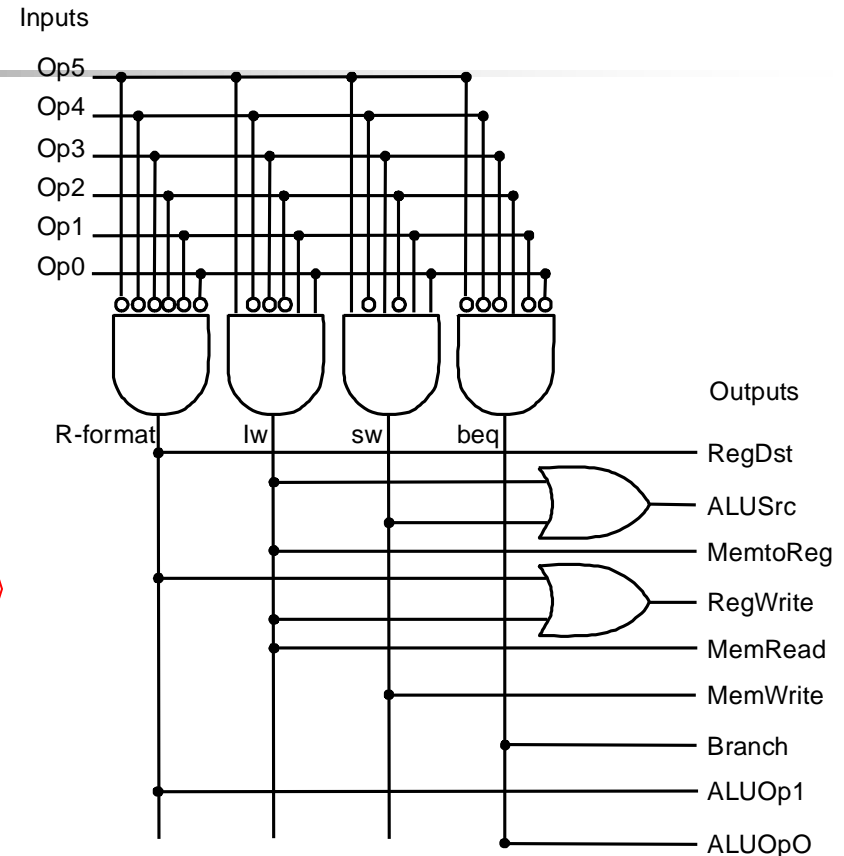 Inputs
Op5
Op4
Op3
Op2
Op1
Op0
Outputs
R-format
lw
sw
beq
RegDst
ALUSrc
MemtoReg
RegWrite
MemRead
MemWrite
Branch
ALUOp1
ALUOpO